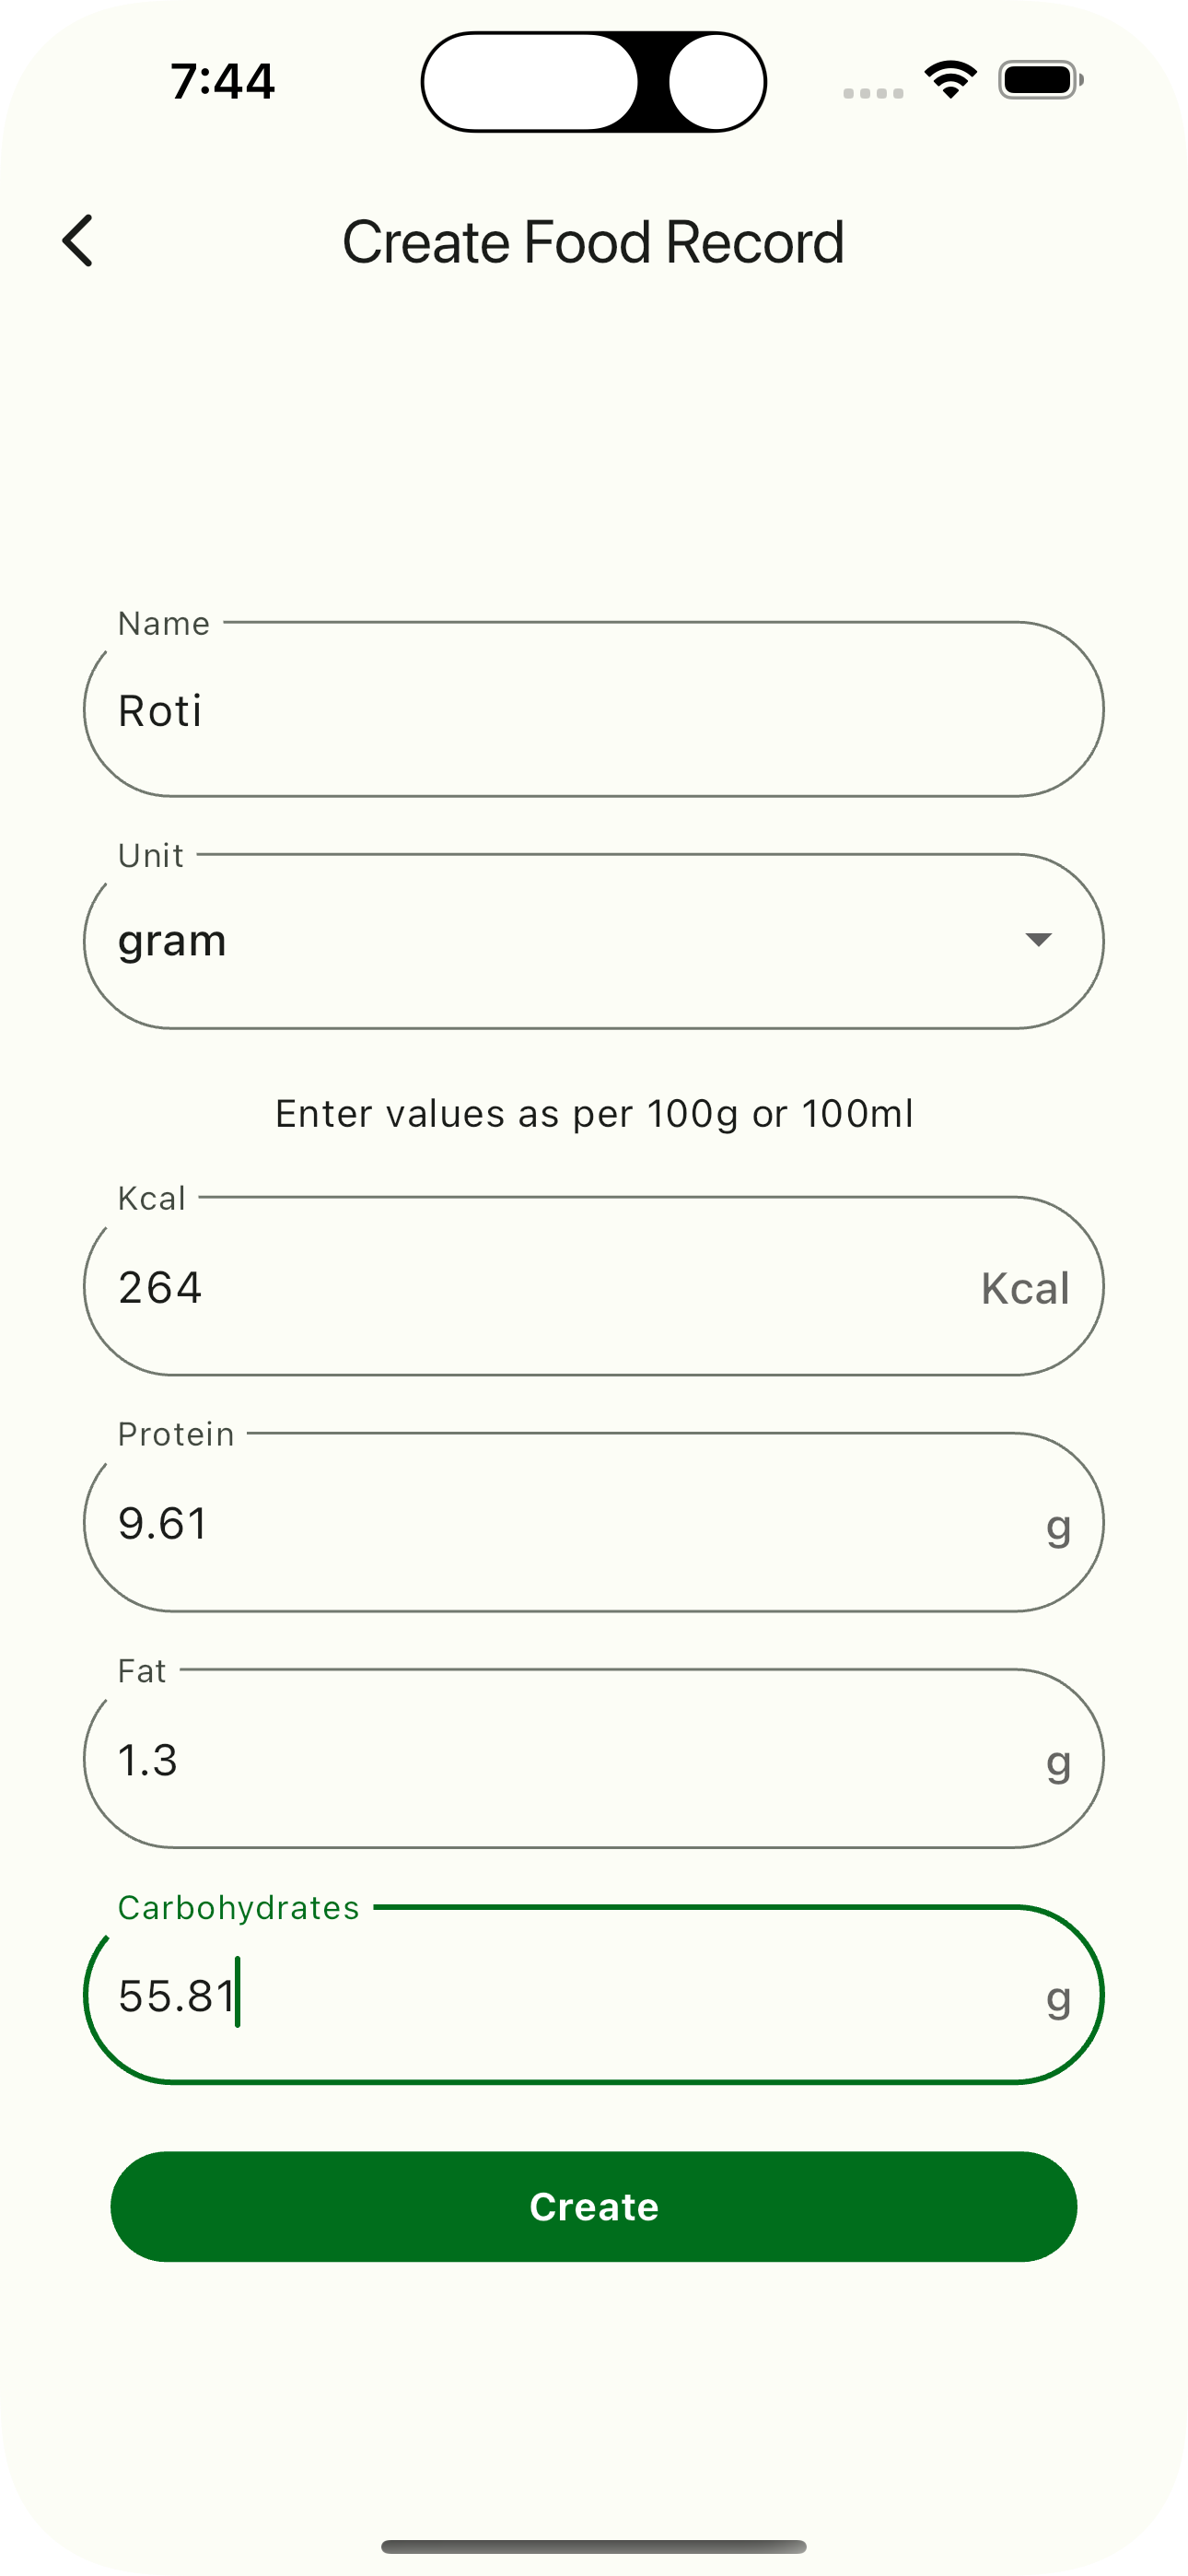 7:44
Create Food Record
Name
Roti
Unit
gram
Enter values as per 100g or 100ml
Kcal
264 Kcal
Protein
9.61 g
Fat
1.3 g
Carbohydrates
55.81 g
Create